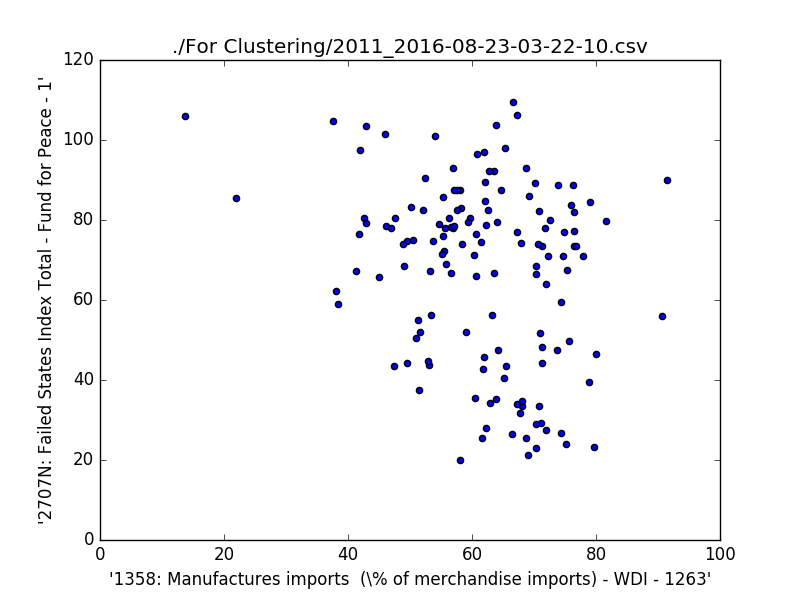 ./For Clustering/2011_2016-08-23-03-22-10.csv
120
100
80
60
40
20
0
'2707N: Failed States Index Total - Fund for Peace - 1'
0 20 40 60 80 100
'1358: Manufactures imports  (\% of merchandise imports) - WDI - 1263'